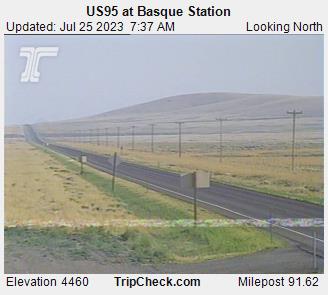 US95 at Basque Station
Updated: Jul 25 2023 7:37 AM Looking North
Elevation 4460 TripCheck.com Milepost 91.62